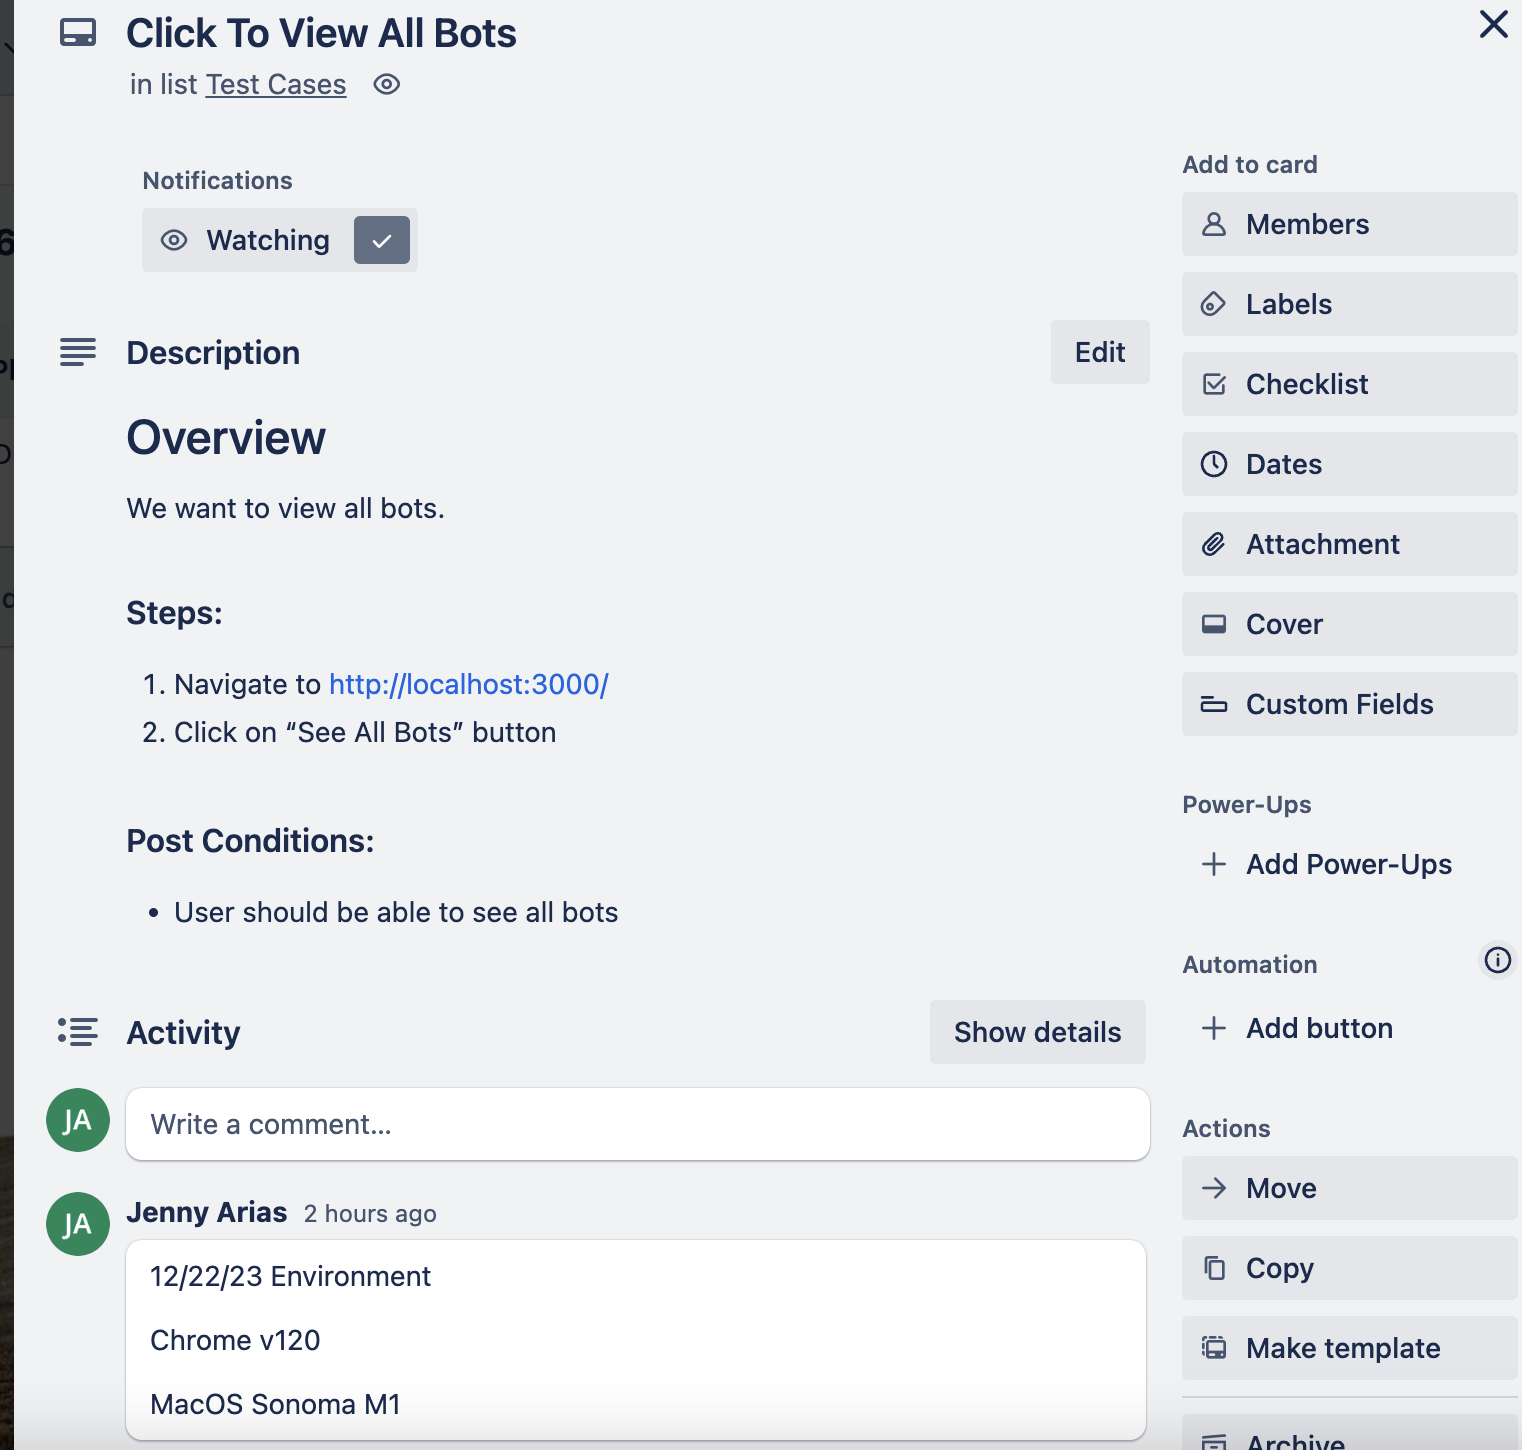 Click To View All Bots
in list Test Cases
Notifications
Watching
Description
Edit
Overview
We want to view all bots.
Steps:
1. Navigate to http://localhost:3000/
2. Click on “See All Bots” button
Post Conditions:
• User should be able to see all bots
Activity
Show details
JA
Write a comment...
JA
Jenny Arias 2 hours ago
12/22/23 Environment
Chrome v120
MacOS Sonoma M1
Add to card
Members
Labels
Checklist
Dates
Attachment
Cover
Custom Fields
Power-Ups
+ Add Power-Ups
Automation
+ Add button
Actions
Move
Copy
Make template
Archive